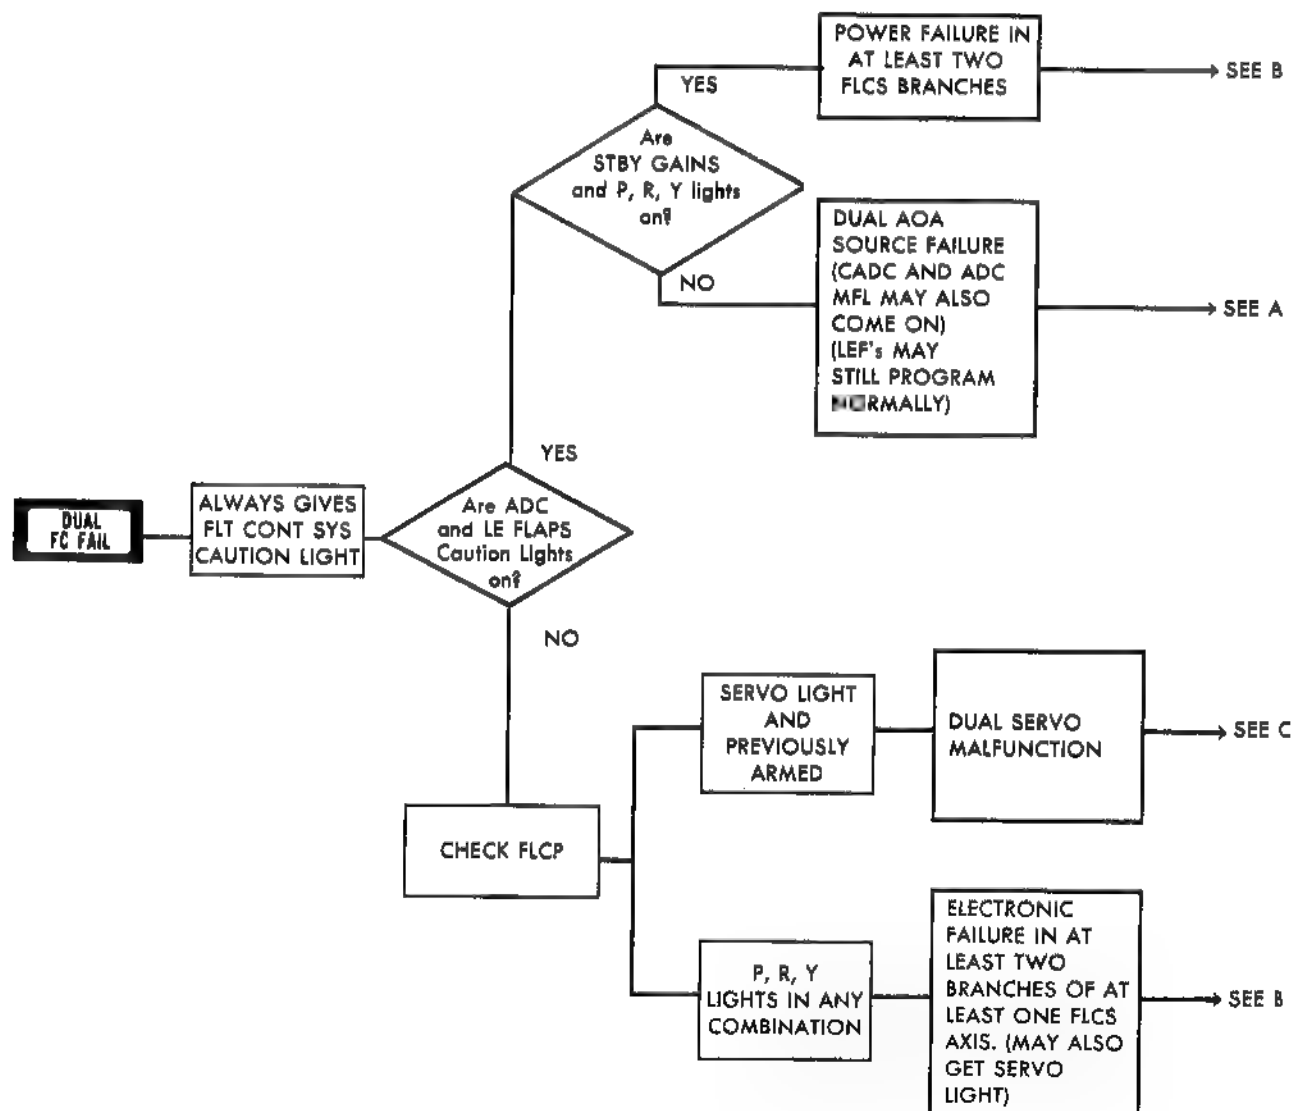 POWER FAILURE IN
AT LEAST TWO
FLCS BRANCHES
SEE B
YES
Are
STBY GAINS
and P, R, Y lights
on?
NO
DUAL AOA
SOURCE FAILURE
(CADC AND ADC
MFL MAY ALSO
COME ON)
(LEF's MAY
STILL PROGRAM
NORMALLY)
SEE A
YES
DUAL
FC FAIL
ALWAYS GIVES
FLT CONT SYS
CAUTION LIGHT
Are ADC
and LE FLAPS
Caution Lights
on?
NO
CHECK FLCP
SERVO LIGHT
AND
PREVIOUSLY
ARMED
DUAL SERVO
MALFUNCTION
SEE C
P, R, Y
LIGHTS IN ANY
COMBINATION
ELECTRONIC
FAILURE IN AT
LEAST TWO
BRANCHES OF AT
LEAST ONE FLCS
AXIS. (MAY ALSO
GET SERVO
LIGHT)
SEE B